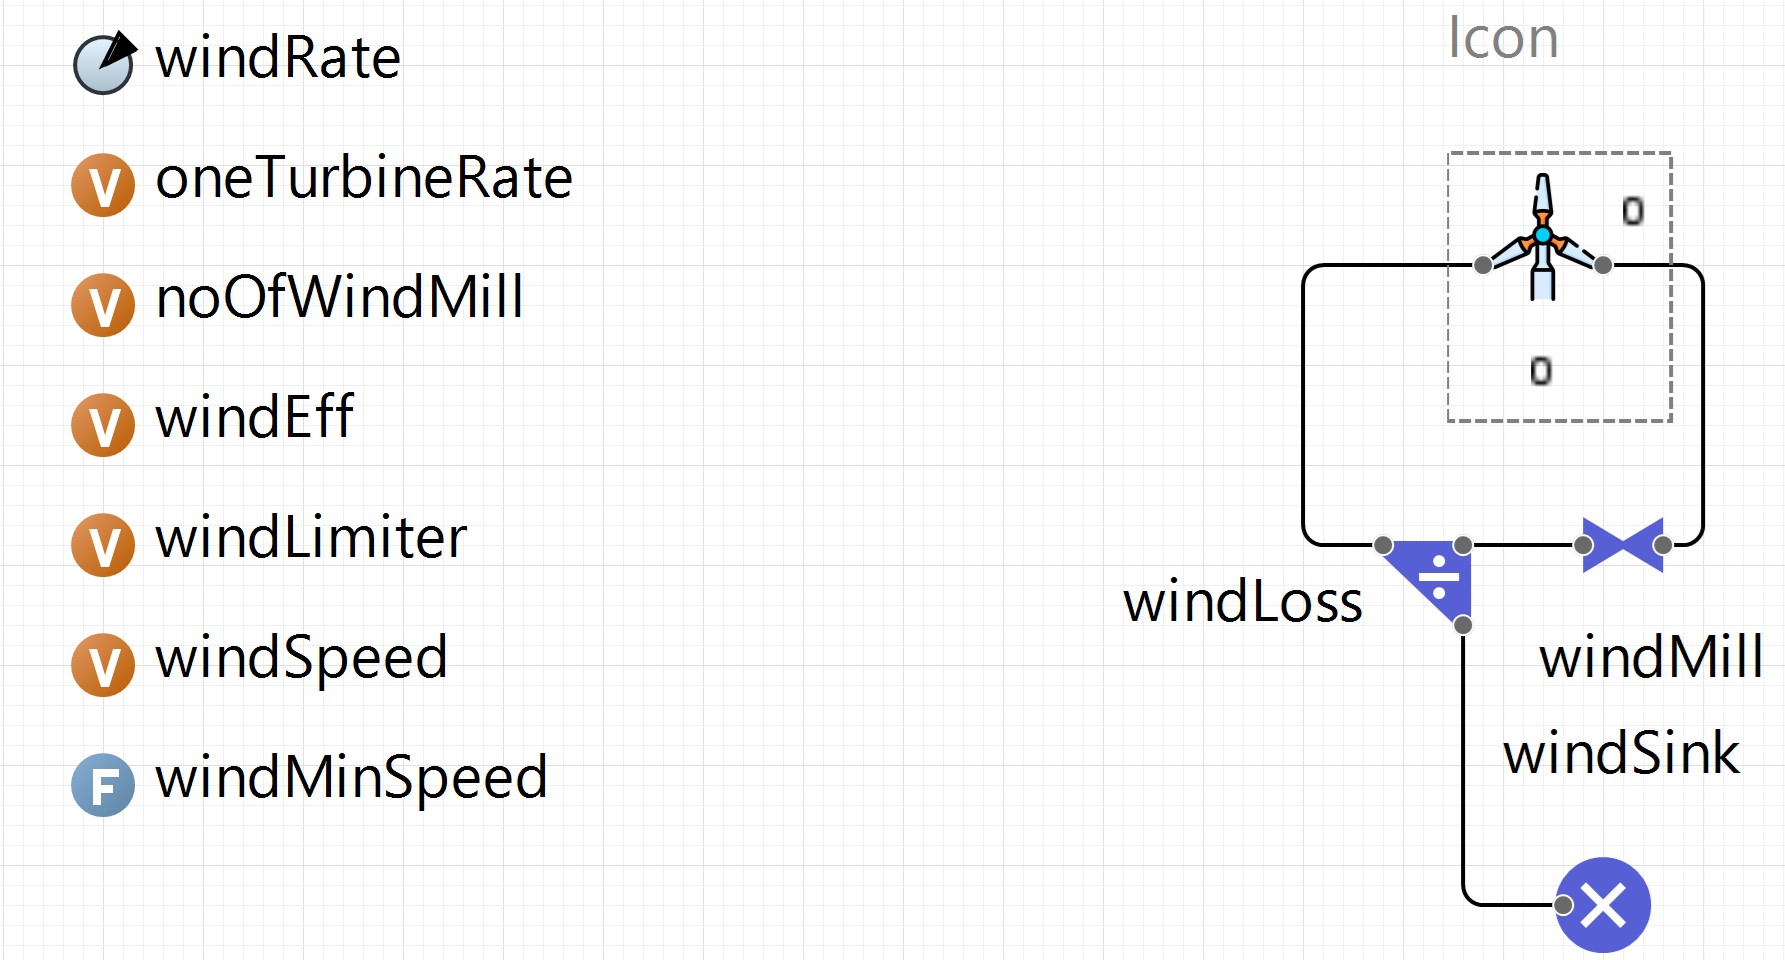 windRate
V oneTurbineRate
V noOfWindMill
V windEff
V windLimiter
V windSpeed
F windMinSpeed
Icon
0
0
windLoss
windMill
windSink